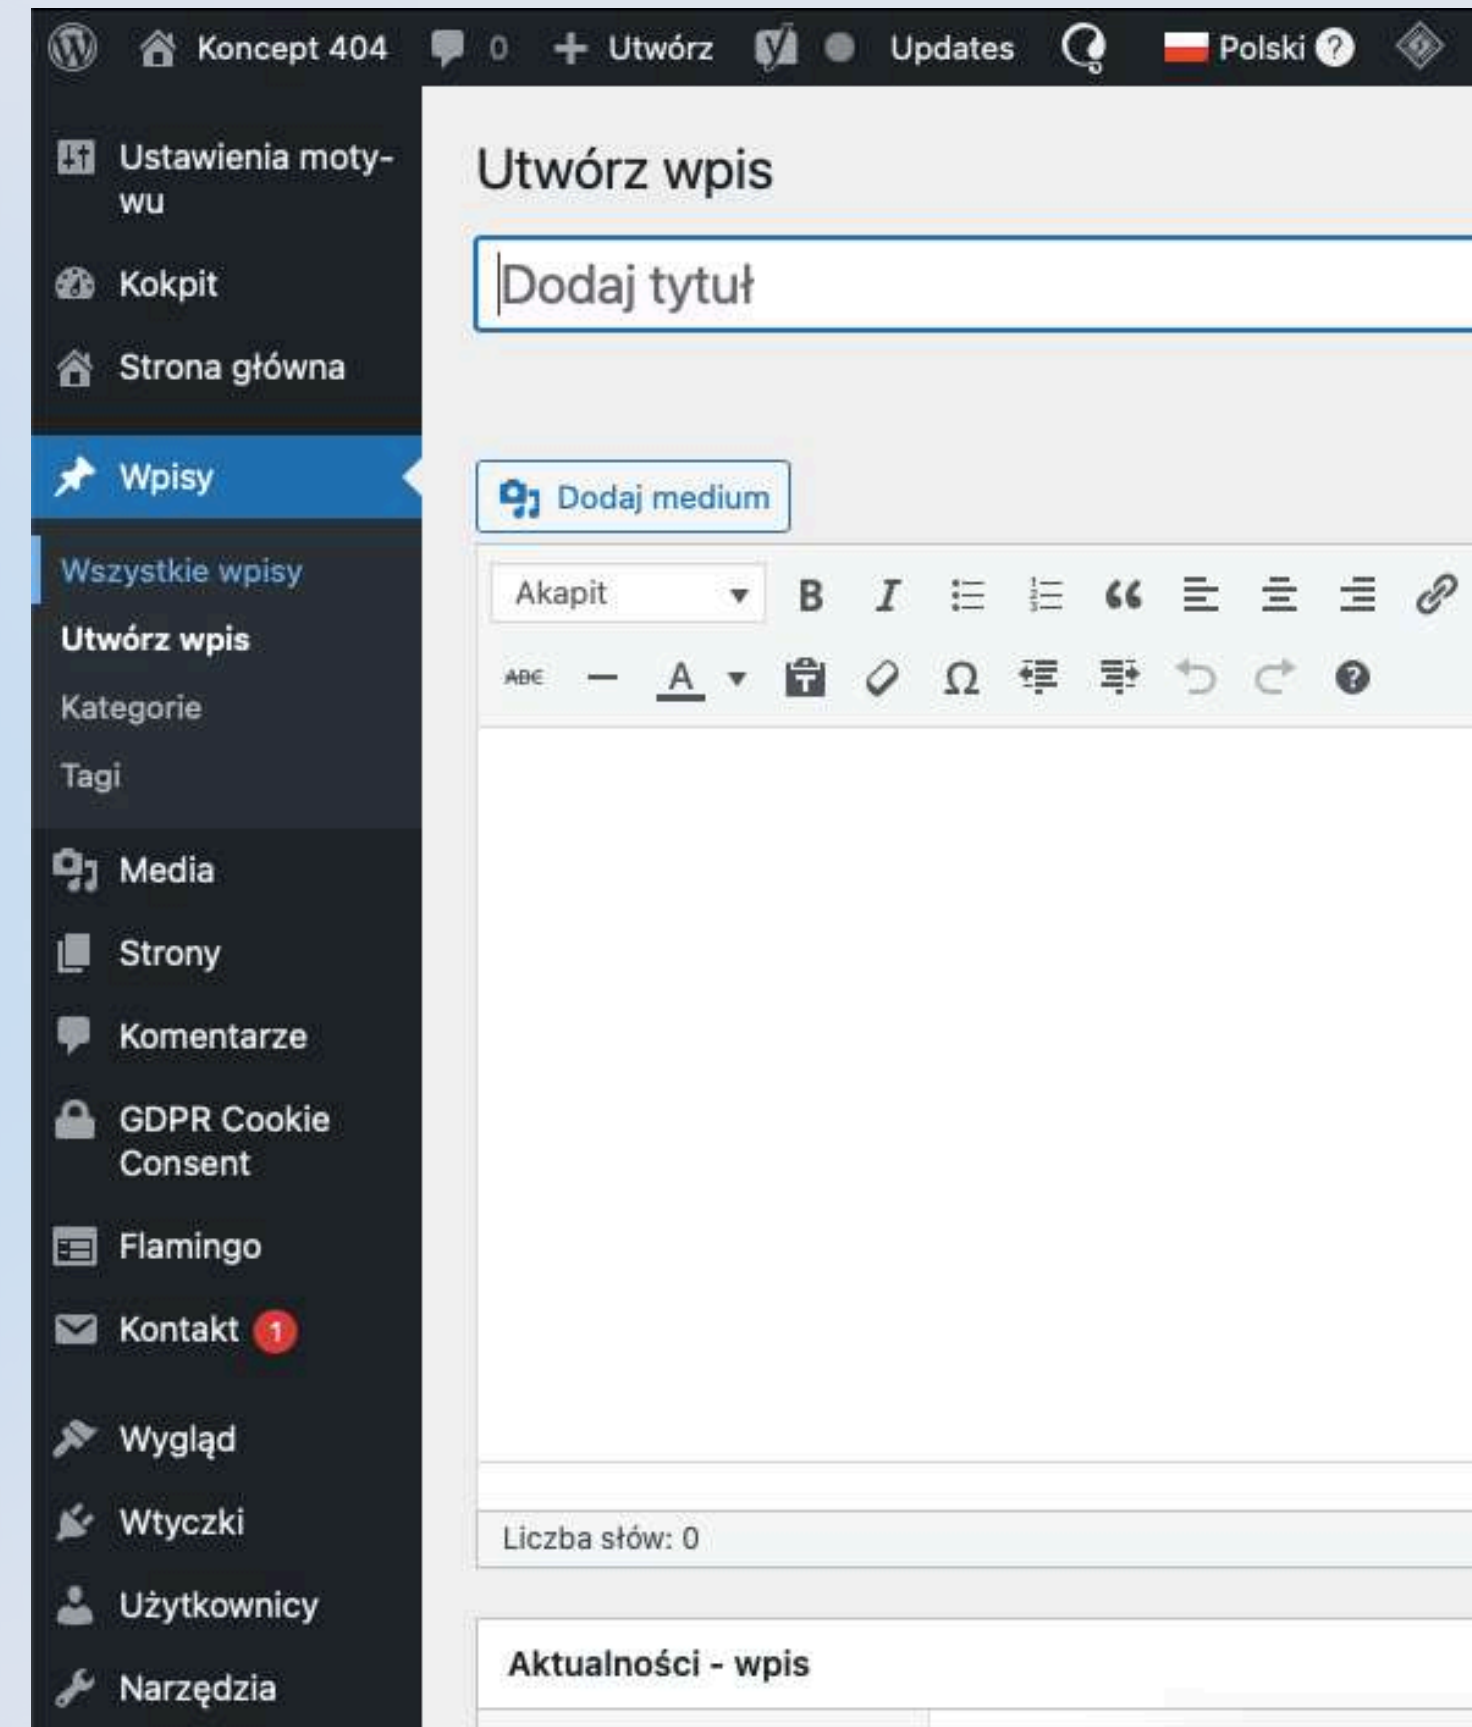 Koncept 404 0 + Utwórz Updates Polski ?
Ustawienia moty-
wu
Kokpit
Strona główna
Wpisy
Wszystkie wpisy
Utwórz wpis
Kategorie
Tagi
Media
Strony
Komentarze
GDPR Cookie
Consent
Flamingo
Kontakt 1
Wygląd
Wtyczki
Użytkownicy
Narzędzia
Utwórz wpis
Dodaj tytuł
Dodaj medium
Akapit B I
ABC A T Ω ?
Liczba słów: 0
Aktualności - wpis